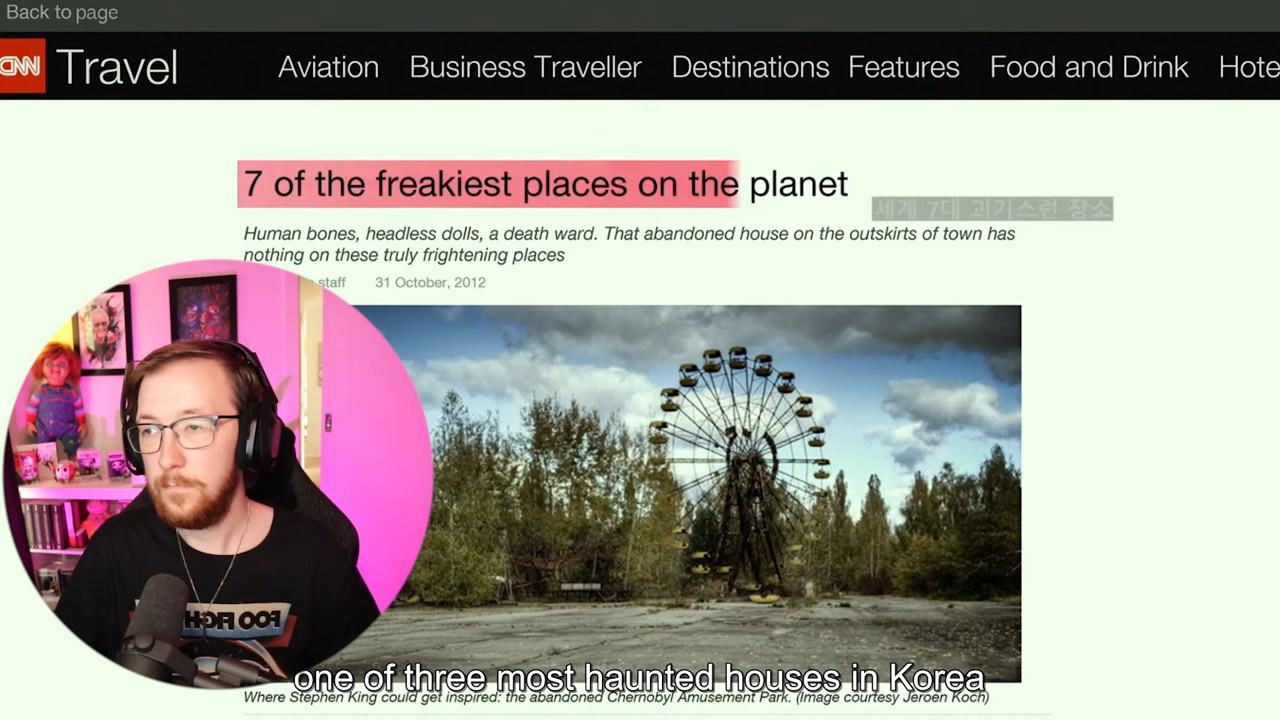 Back to page
CNN Travel Aviation Business Traveller Destinations Features Food and Drink Hote
7 of the freakiest places on the planet
세계 7대 괴기스런 장소
Human bones, headless dolls, a death ward. That abandoned house on the outskirts of town has
nothing on these truly frightening places
staff 31 October, 2012
FOO FIGH
one of three most haunted houses in Korea
Where Stephen King could get inspired: the abandoned Chernobyl Amusement Park. (Image courtesy Jeroen Koch)